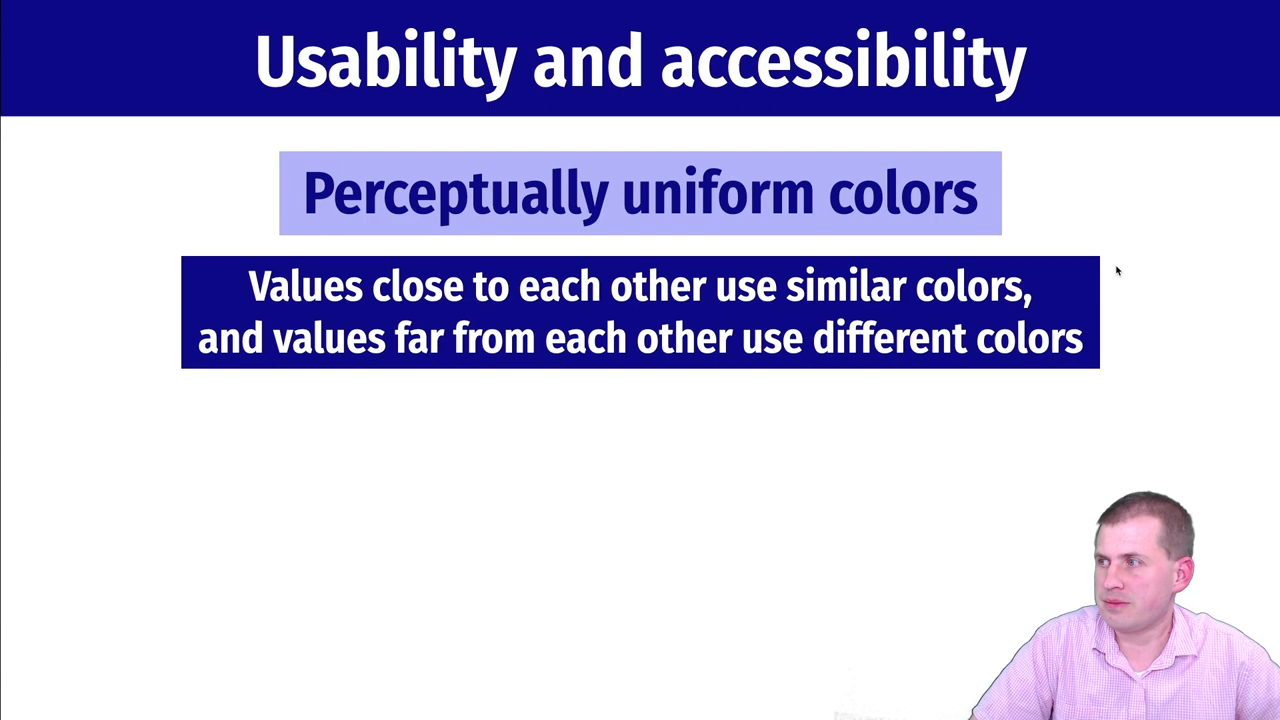 Usability and accessibility
Perceptually uniform colors
Values close to each other use similar colors,
and values far from each other use different colors